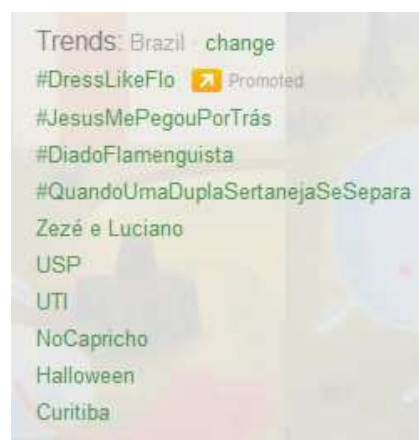 Trends: Brazil · change
#DressLikeFlo Promoted
#JesusMePegouPorTrás
#DiadoFlamenguista
#QuandoUmaDuplaSertanejaSeSepara
Zezé e Luciano
USP
UTI
NoCapricho
Halloween
Curitiba